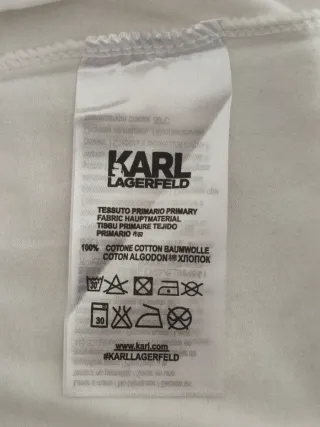 KARL
LAGERFELD
TESSUTO PRIMARIO PRIMARY
FABRIC HAUPTMATERIAL
TISSU PRIMAIRE TEJIDO
PRIMARIO
100% COTONE COTTON BAUMWOLLE
COTON ALGODON ХЛОПОК
30
30
www.karl.com
#KARLLAGERFELD